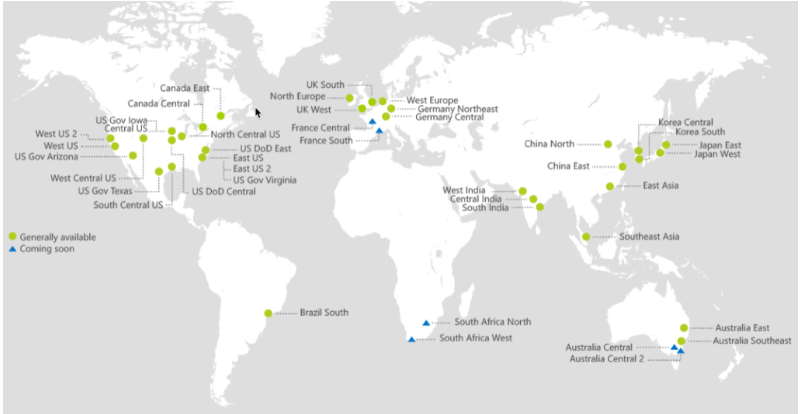 Canada East
Canada Central
US Gov Iowa
Central US
West US 2
West US
US Gov Arizona
North Central US
US DoD East
East US
East US 2
US Gov Virginia
West Central US
US Gov Texas
US DoD Central
South Central US
Generally available
Coming soon
Brazil South
UK South
North Europe
West Europe
UK West
Germany Northeast
Germany Central
France Central
France South
Korea Central
Korea South
China North
Japan East
Japan West
China East
West India
Central India
South India
East Asia
Southeast Asia
South Africa North
South Africa West
Australia East
Australia Southeast
Australia Central
Australia Central 2